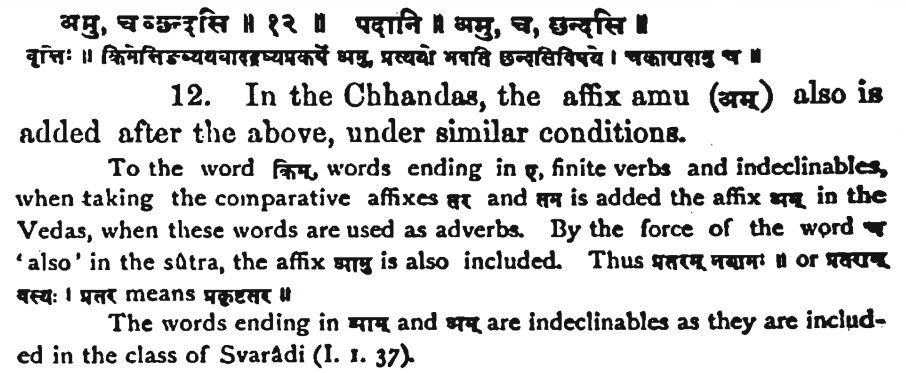 अमु, च च्छन्दसि ॥ १२ ॥ पदानि ॥ अमु, च, छन्दसि ॥
वृत्तिः ॥ किमेत्तिङव्ययघादद्रव्यप्रकर्षे अमु, प्रत्ययो भवति छन्दसिविषये । चकारादामु च ॥
12. In the Chhandas, the affix amu (अम्) also is
added after the above, under similar conditions.
To the word किम्, words ending in ए, finite verbs and indeclinables,
when taking the comparative affixes तर and तम is added the affix अम् in the
Vedas, when these words are used as adverbs. By the force of the word च
'also' in the sûtra, the affix आमु is also included. Thus प्रतरम् नयामः ॥ or प्रतराम्
वस्यः । प्रतर means प्रकृष्टतर ॥
The words ending in आम् and अम् are indeclinables as they are includ-
ed in the class of Svarâdi (I. 1. 37).